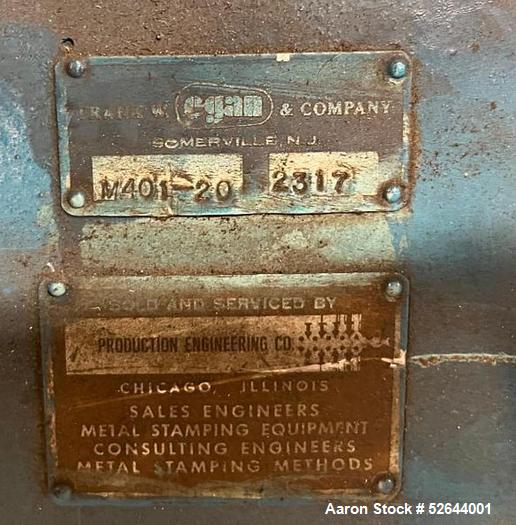 FRANK W. egan & COMPANY
SOMERVILLE, N.J.
M401-20 2317
SOLD AND SERVICED BY
PRODUCTION ENGINEERING CO.
CHICAGO, ILLINOIS
SALES ENGINEERS
METAL STAMPING EQUIPMENT
CONSULTING ENGINEERS
METAL STAMPING METHODS
Aaron Stock #52644001